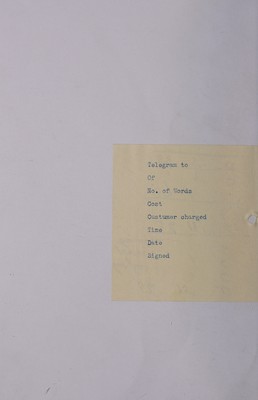 Telegram to
Of
No. of Words
Cost
Customer charged
Time
Date
Signed